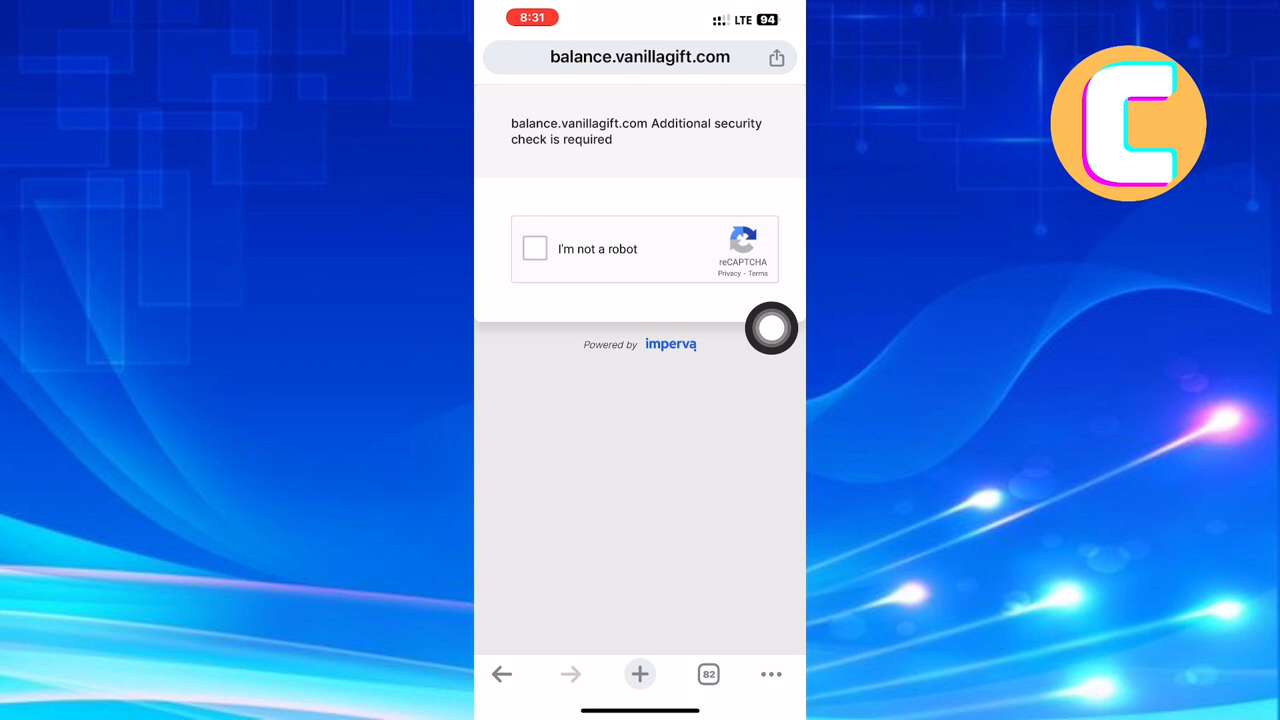 8:31
LTE 94
balance.vanillagift.com
balance.vanillagift.com Additional security
check is required
I'm not a robot
reCAPTCHA
Privacy - Terms
Powered by imperva
82
C